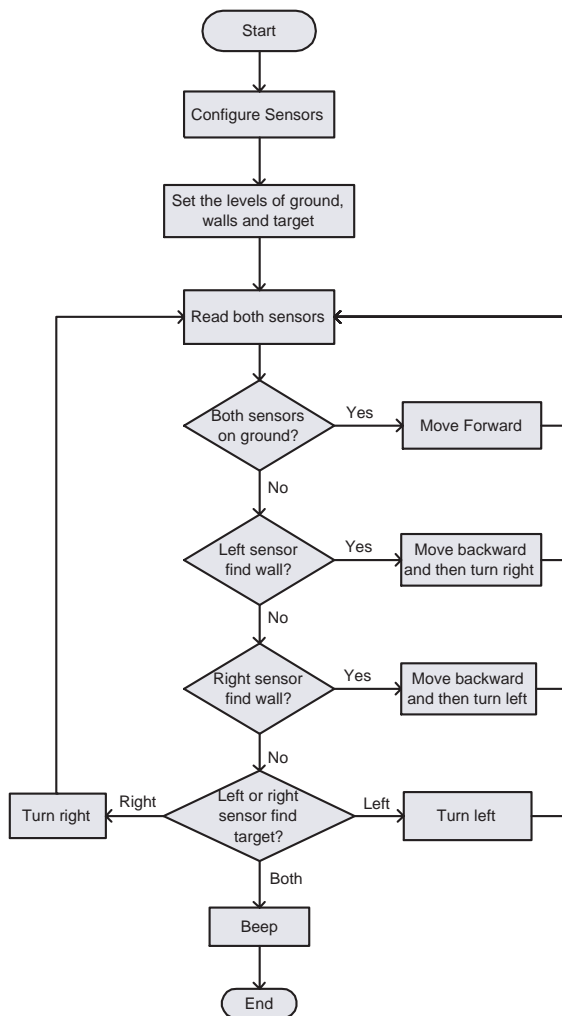 Start
Configure Sensors
Set the levels of ground,
walls and target
Read both sensors
Both sensors
on ground?
Yes
Move Forward
No
Left sensor
find wall?
Yes
Move backward
and then turn right
No
Right sensor
find wall?
Yes
Move backward
and then turn left
No
Turn right
Right
Left or right
sensor find
target?
Left
Turn left
Both
Beep
End